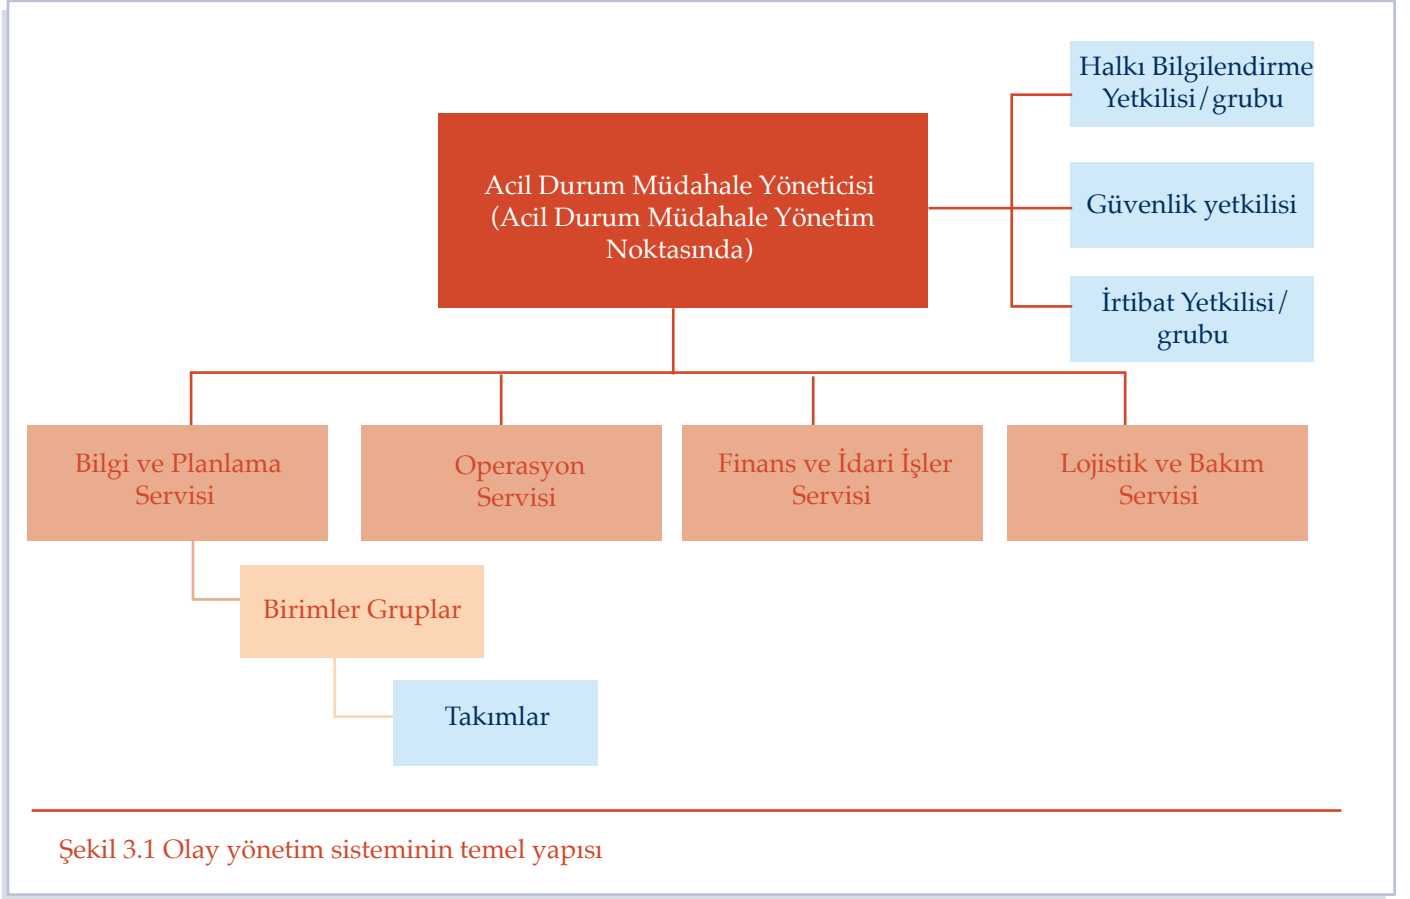 Halkı Bilgilendirme
Yetkilisi/grubu
Acil Durum Müdahale Yöneticisi
(Acil Durum Müdahale Yönetim
Noktasında)
Güvenlik yetkilisi
İrtibat Yetkilisi/
grubu
Bilgi ve Planlama
Servisi
Operasyon
Servisi
Finans ve İdari İşler
Servisi
Lojistik ve Bakım
Servisi
Birimler Gruplar
Takımlar
Şekil 3.1 Olay yönetim sisteminin temel yapısı